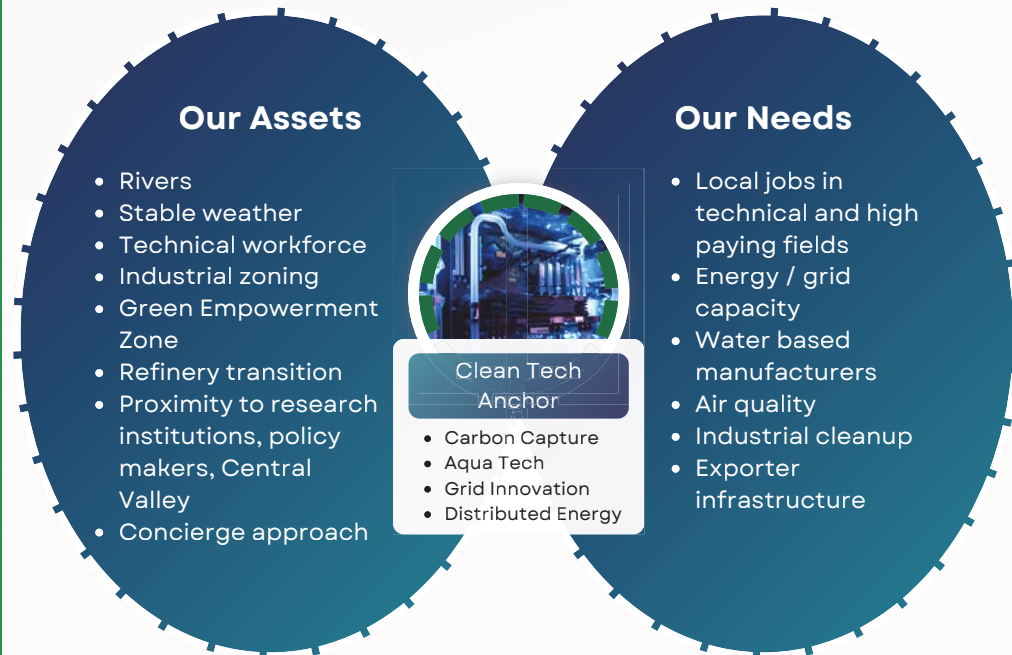 Our Assets
• Rivers
• Stable weather
• Technical workforce
• Industrial zoning
• Green Empowerment
Zone
• Refinery transition
• Proximity to research
institutions, policy
makers, Central
Valley
• Concierge approach
Clean Tech
Anchor
• Carbon Capture
• Aqua Tech
• Grid Innovation
• Distributed Energy
Our Needs
• Local jobs in
technical and high
paying fields
• Energy / grid
capacity
• Water based
manufacturers
• Air quality
• Industrial cleanup
• Exporter
infrastructure